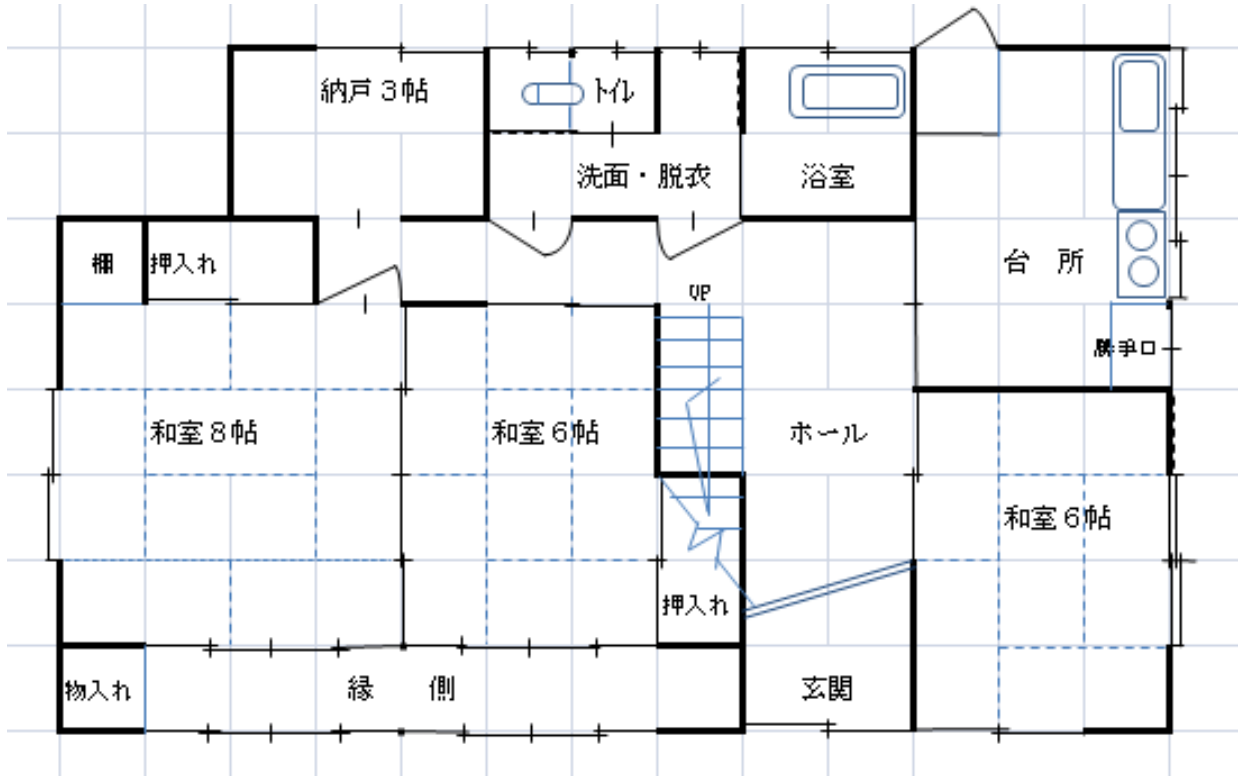 納戸３帖
トイレ
洗面・脱衣
浴室
棚
押入れ
台　所
UP
勝手口
和室８帖
和室６帖
ホール
和室６帖
押入れ
物入れ
縁　側
玄関